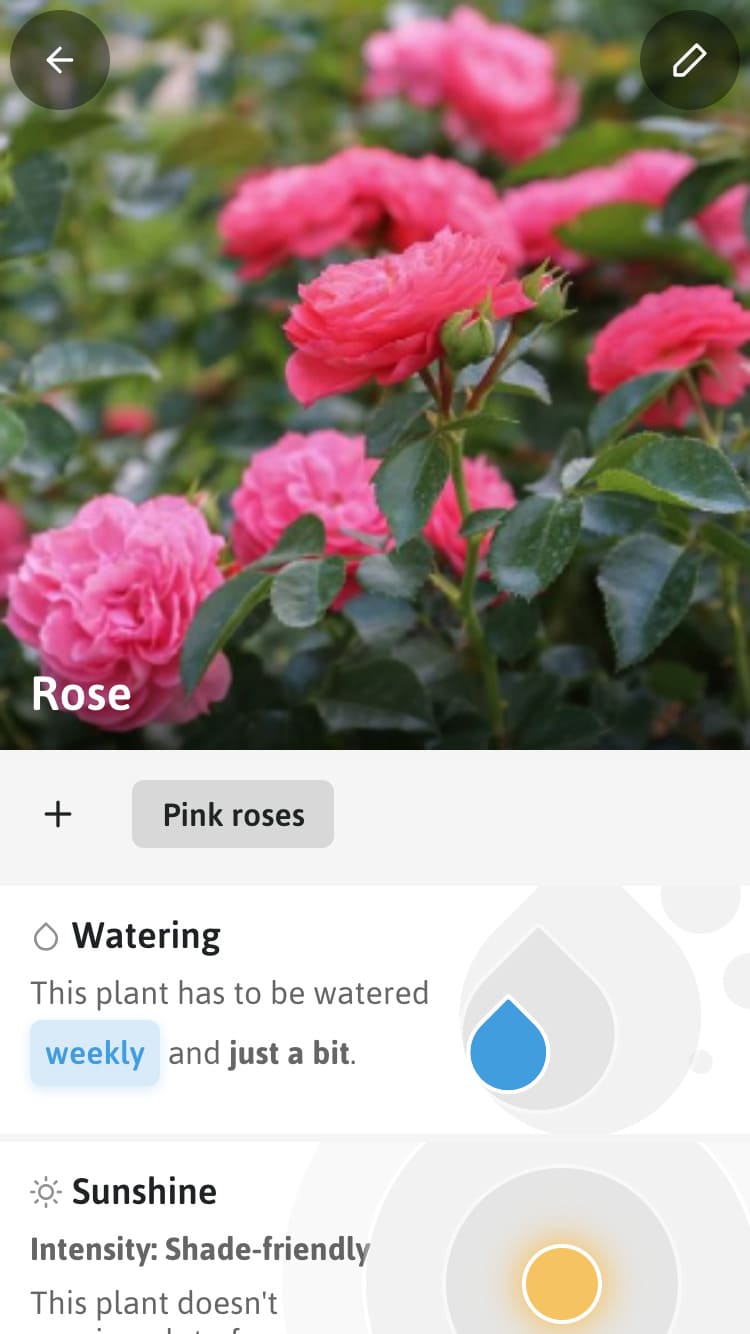 Rose
Pink roses
Watering
This plant has to be watered
weekly and just a bit.
Sunshine
Intensity: Shade-friendly
This plant doesn't